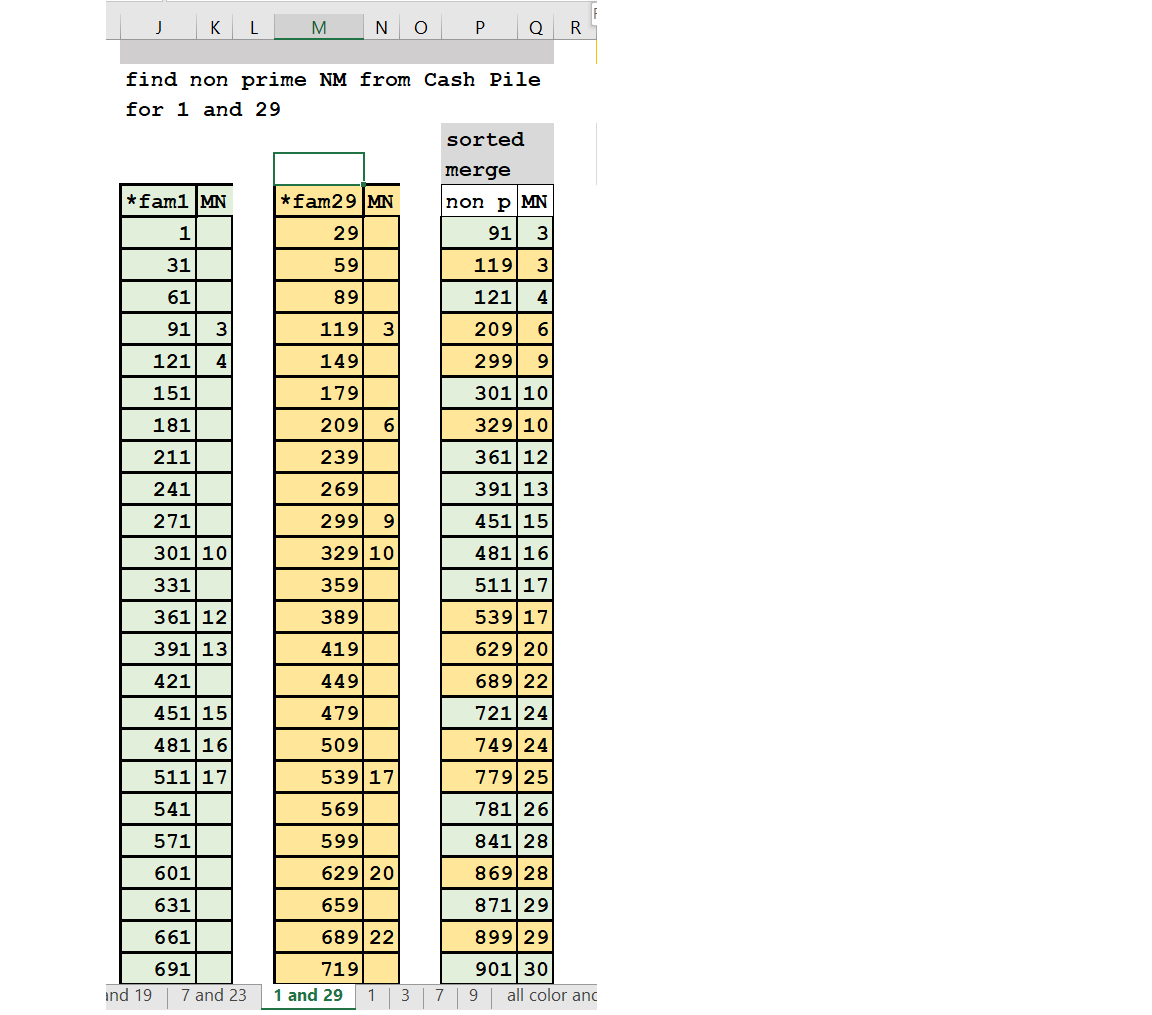 J K L M N O P Q R
find non prime NM from Cash Pile
for 1 and 29
sorted
merge
*fam1 MN *fam29 MN non p MN
1 29 91 3
31 59 119 3
61 89 121 4
91 3 119 3 209 6
121 4 149 299 9
151 179 301 10
181 209 6 329 10
211 239 361 12
241 269 391 13
271 299 9 451 15
301 10 329 10 481 16
331 359 511 17
361 12 389 539 17
391 13 419 629 20
421 449 689 22
451 15 479 721 24
481 16 509 749 24
511 17 539 17 779 25
541 569 781 26
571 599 841 28
601 629 20 869 28
631 659 871 29
661 689 22 899 29
691 719 901 30
and 19 7 and 23 1 and 29 1 3 7 9 all color and